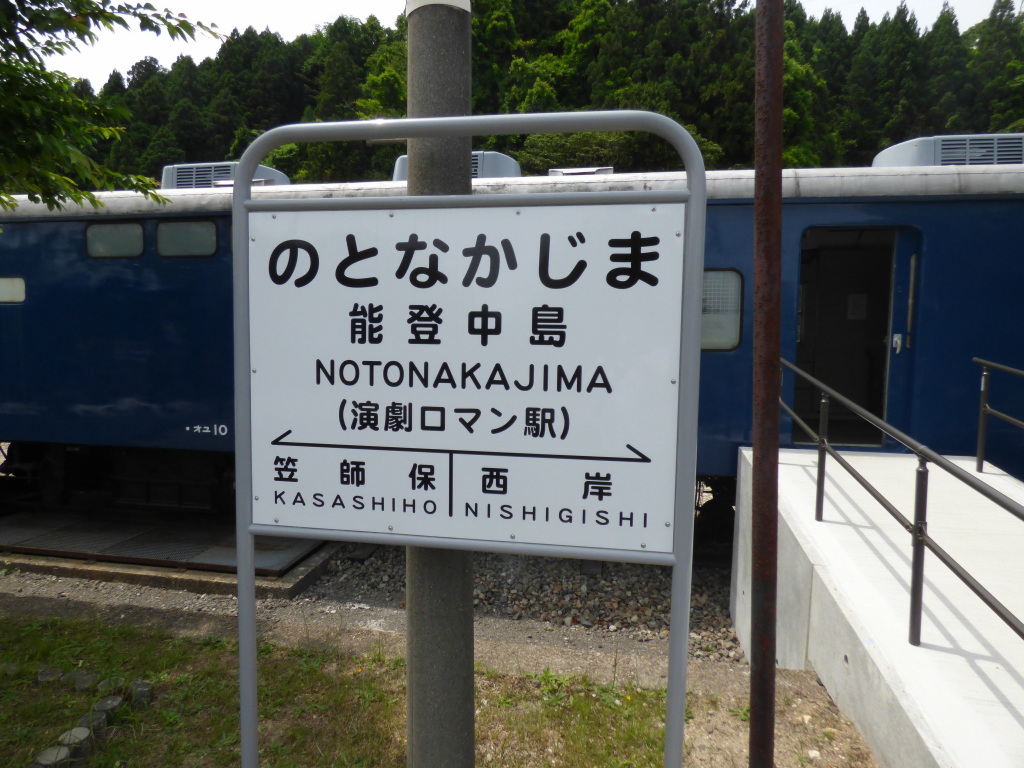 のとなかじま
能登中島
NOTONAKAJIMA
(演劇ロマン駅)
笠師保 西岸
KASASHIHO NISHIGISHI
・オユ10